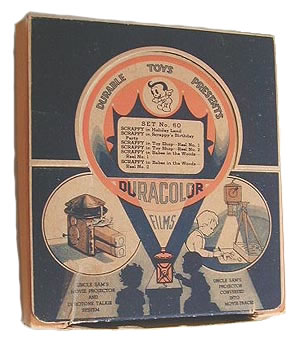 DURABLE TOYS PRESENTS
SET No. 60
SCRAPPY in Holiday Land
SCRAPPY in Scrappy's Birthday
Party
SCRAPPY in Toy Shop—Reel No. 1
SCRAPPY in Toy Shop—Reel No. 2
SCRAPPY in Babes in the Woods—
Reel No. 1
SCRAPPY in Babes in the Woods—
Reel No. 2
DURACOLOR
FILMS
UNCLE SAM'S
MOVIE PROJECTOR
AND
TALKIE
SYSTEM
UNCLE SAM'S
PROJECTOR
CONVERTED
INTO
MOVIE-TRACE